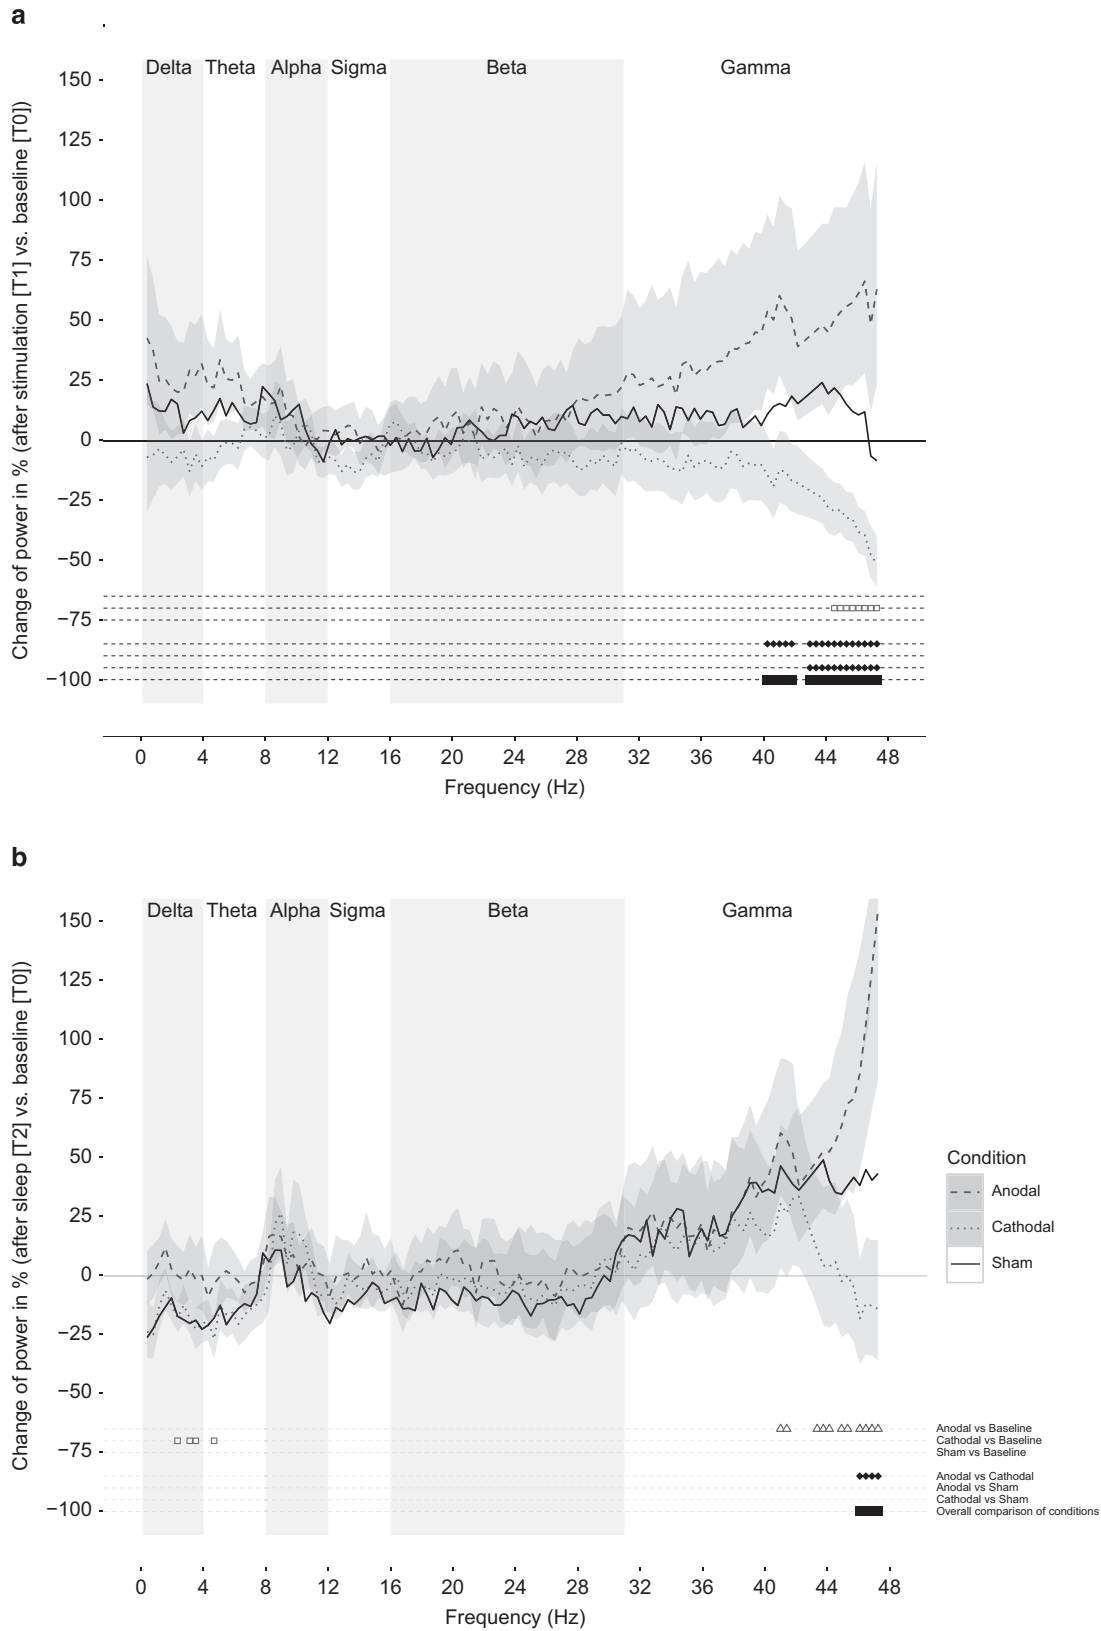 a
Delta Theta Alpha Sigma Beta Gamma
Change of power in % (after stimulation [T1] vs. baseline [T0])
150
125
100
75
50
25
0
−25
−50
−75
−100
0 4 8 12 16 20 24 28 32 36 40 44 48
Frequency (Hz)
b
Delta Theta Alpha Sigma Beta Gamma
Change of power in % (after sleep [T2] vs. baseline [T0])
150
125
100
75
50
25
0
−25
−50
−75
−100
Condition
Anodal
Cathodal
Sham
Anodal vs Baseline
Cathodal vs Baseline
Sham vs Baseline
Anodal vs Cathodal
Anodal vs Sham
Cathodal vs Sham
Overall comparison of conditions
0 4 8 12 16 20 24 28 32 36 40 44 48
Frequency (Hz)